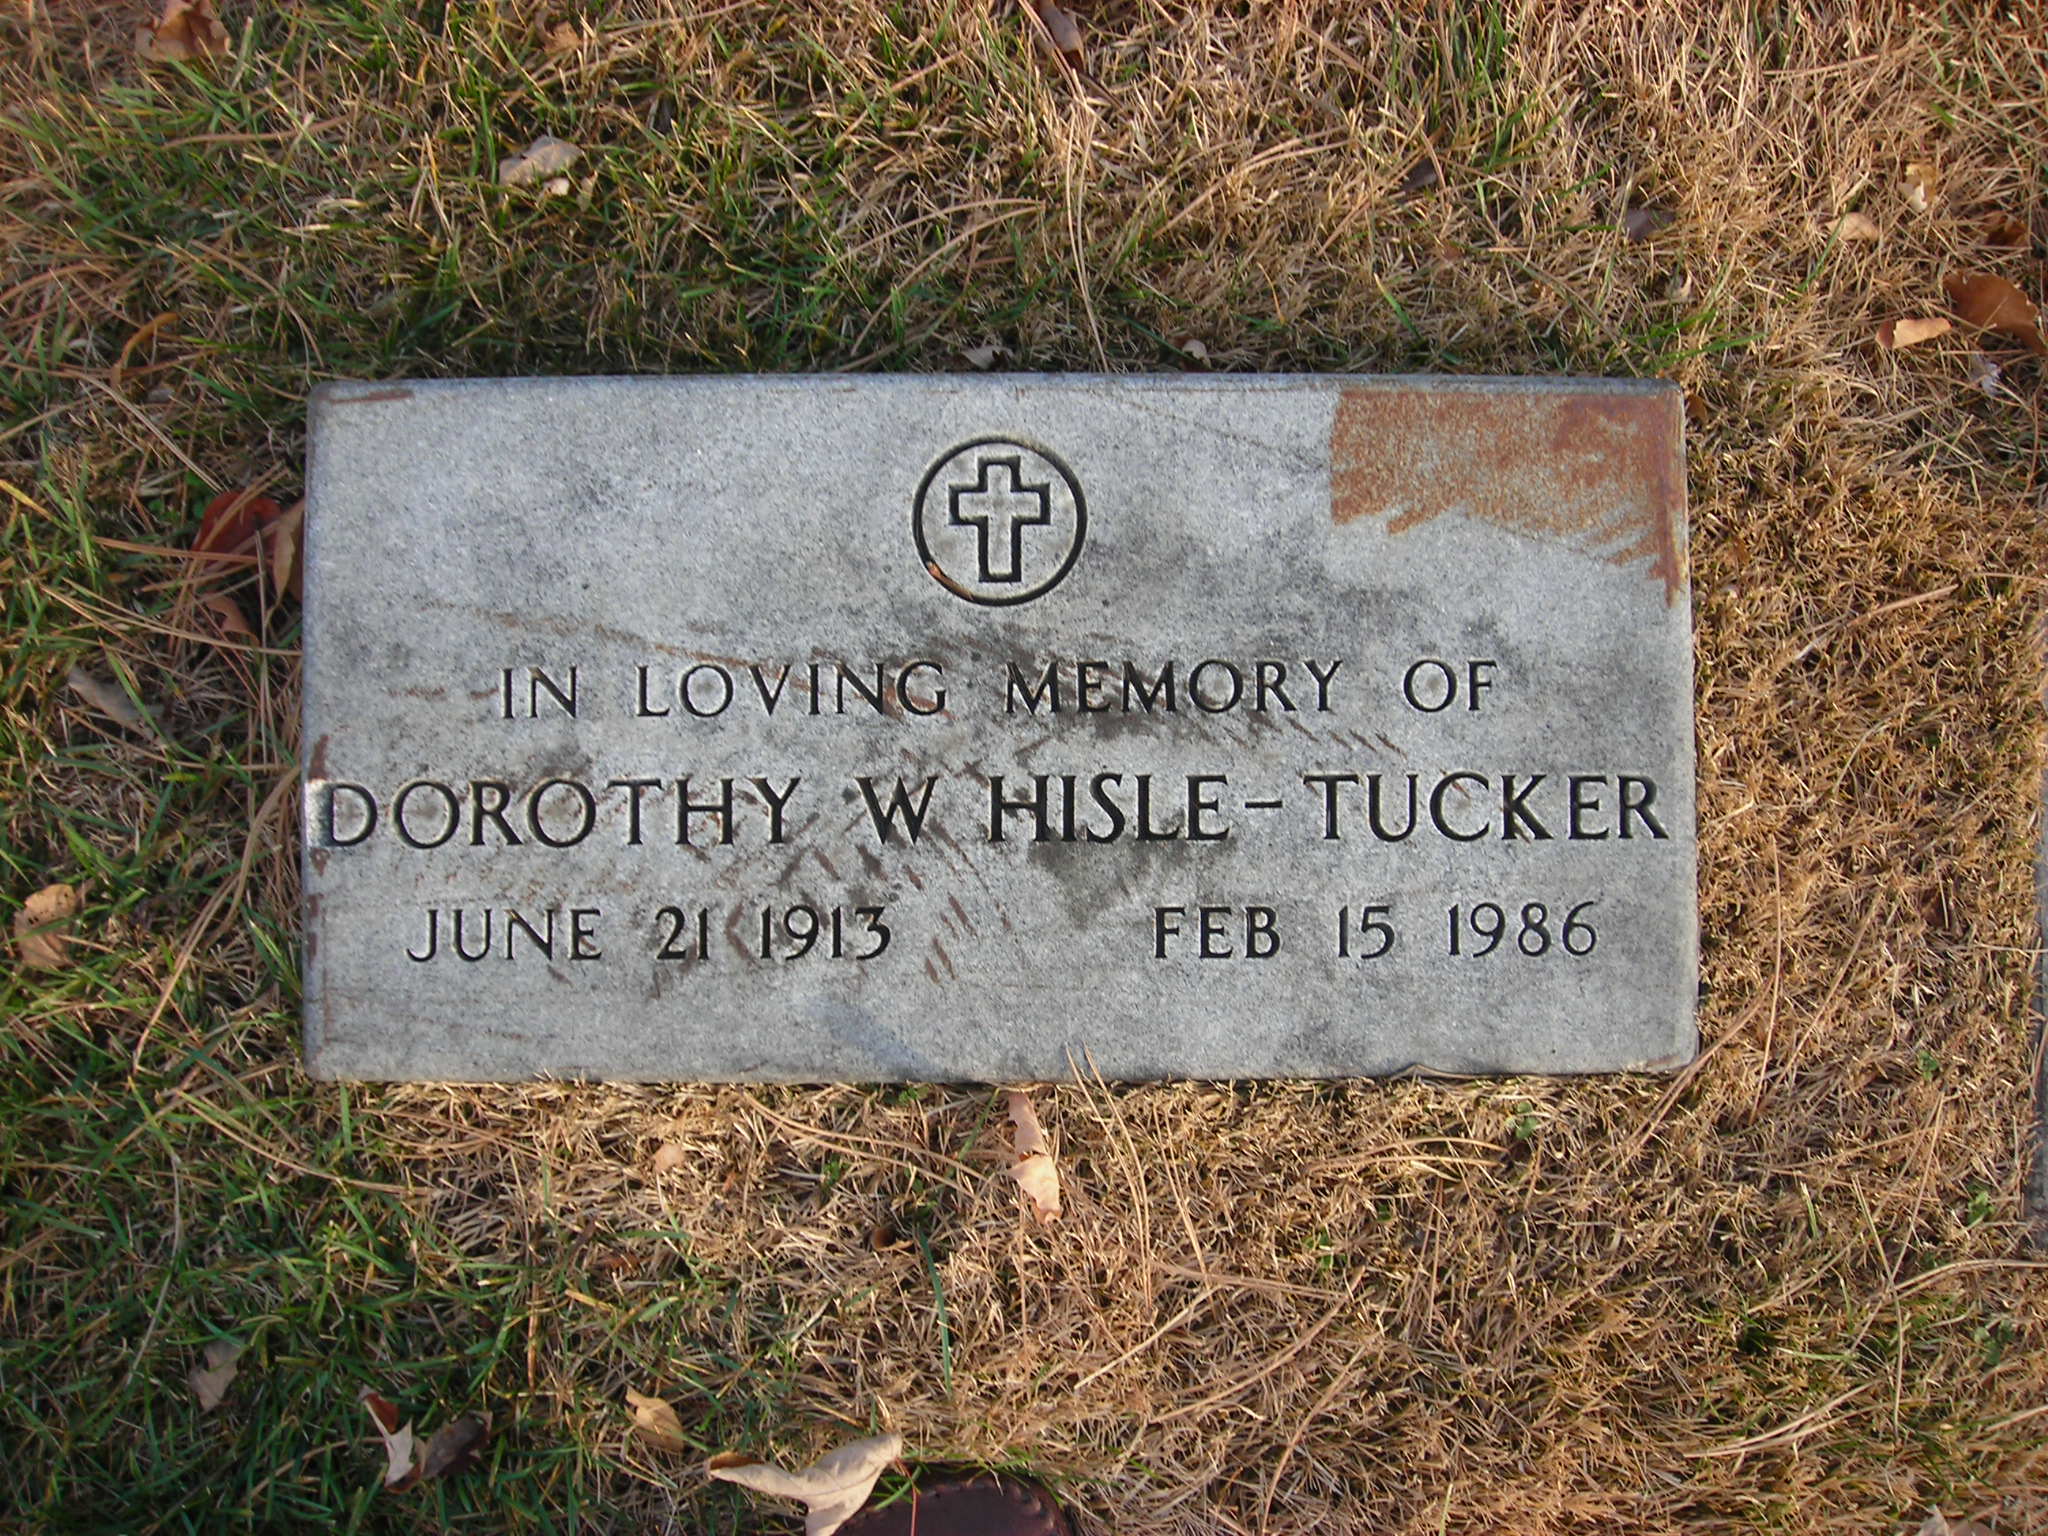 IN LOVING MEMORY OF
DOROTHY W HISLE-TUCKER
JUNE 21 1913 FEB 15 1986